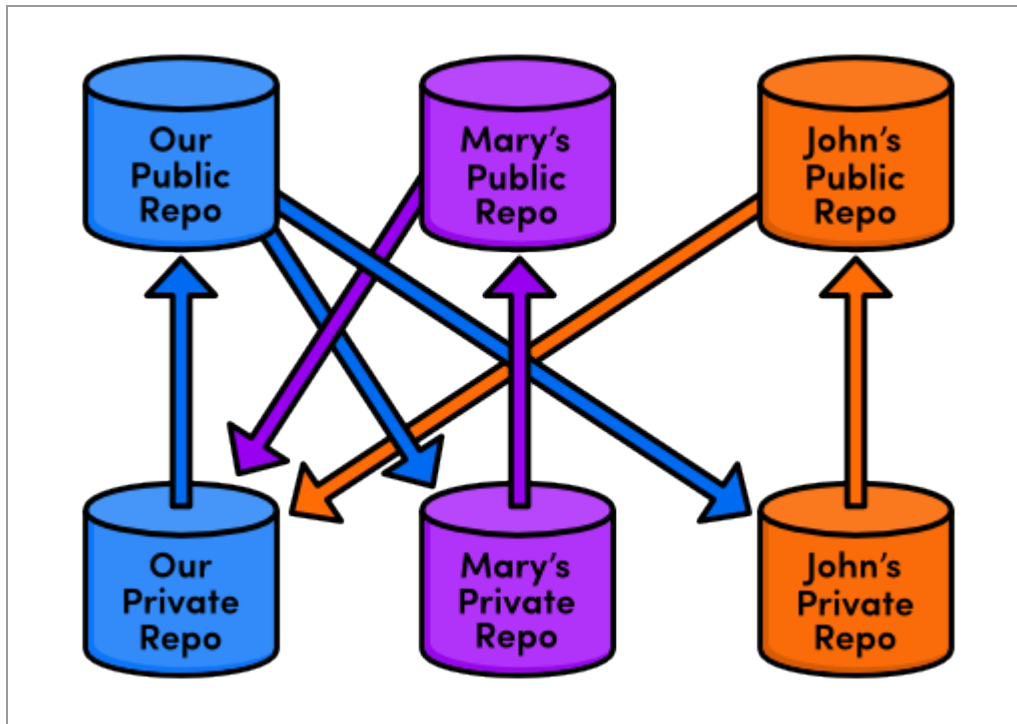 Our
Public
Repo
Mary's
Public
Repo
John's
Public
Repo
Our
Private
Repo
Mary's
Private
Repo
John's
Private
Repo